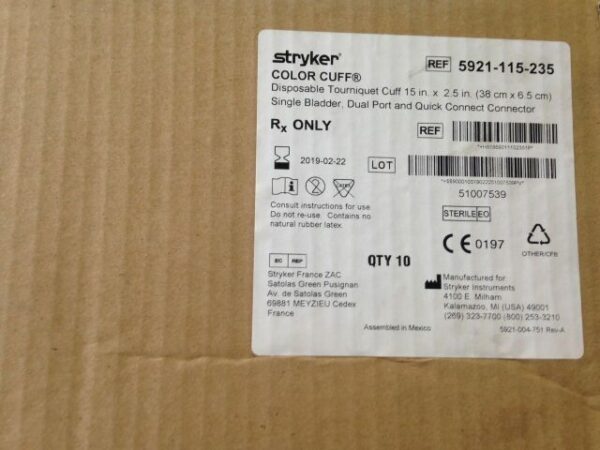 stryker®
REF 5921-115-235
COLOR CUFF®
Disposable Tourniquet Cuff 15 in. x 2.5 in. (38 cm x 6.5 cm)
Single Bladder, Dual Port and Quick Connect Connector
Rx ONLY
REF
2019-02-22
LOT
51007539
Consult instructions for use.
Do not re-use. Contains no
natural rubber latex.
STERILE EO
CE 0197
OTHER/CFB
EC REP
QTY 10
Stryker France ZAC
Satolas Green Pusignan
Av. de Satolas Green
69881 MEYZIEU Cedex
France
Manufactured for
Stryker Instruments
4100 E. Milham
Kalamazoo, MI (USA) 49001
(269) 323-7700 (800) 253-3210
Assembled in Mexico
5921-004-751 Rev-A